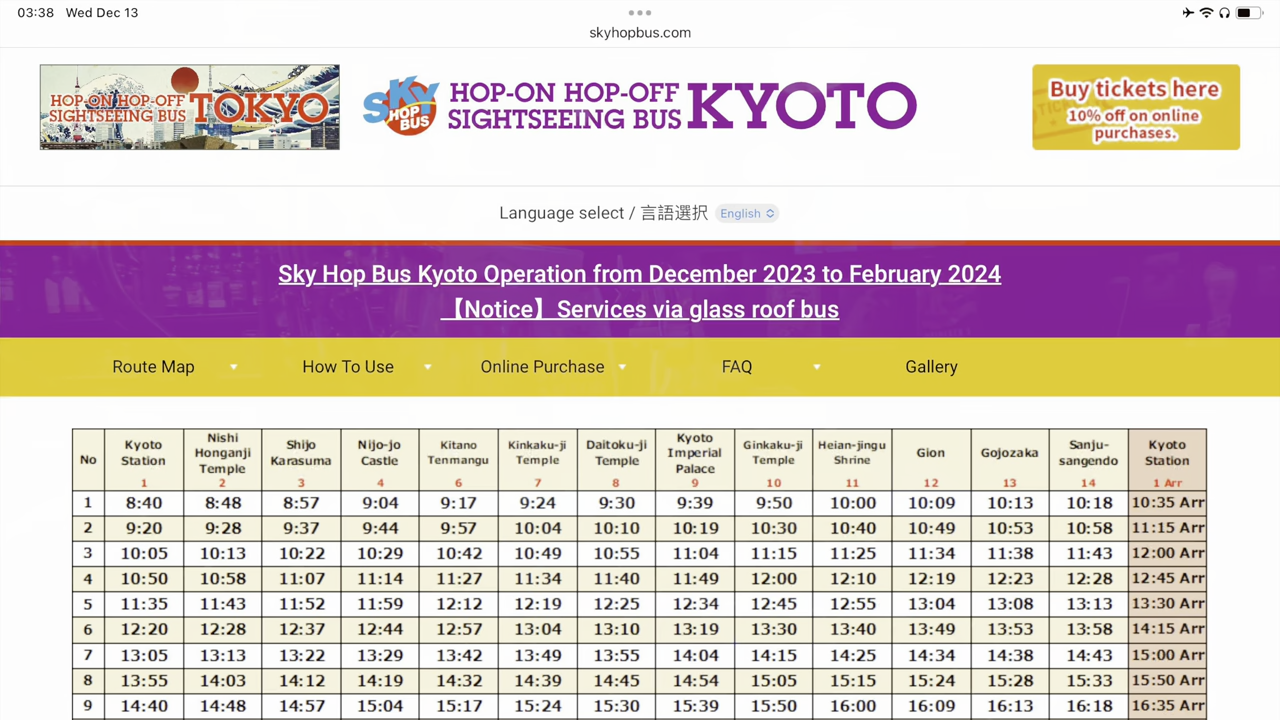 03:38 Wed Dec 13
skyhopbus.com
HOP-ON HOP-OFF
SIGHTSEEING BUS TOKYO
SKY HOP BUS
HOP-ON HOP-OFF
SIGHTSEEING BUS KYOTO
Buy tickets here
10% off on online
purchases.
Language select / 言語選択 English
Sky Hop Bus Kyoto Operation from December 2023 to February 2024
【Notice】Services via glass roof bus
Route Map How To Use Online Purchase FAQ Gallery
No Kyoto Station 1 Nishi Honganji Temple 2 Shijo Karasuma 3 Nijo-jo Castle 4 Kitano Tenmangu 6 Kinkaku-ji Temple 7 Daitoku-ji Temple 8 Kyoto Imperial Palace 9 Ginkaku-ji Temple 10 Heian-jingu Shrine 11 Gion 12 Gojozaka 13 Sanju-sangendo 14 Kyoto Station 1 Arr
1 8:40 8:48 8:57 9:04 9:17 9:24 9:30 9:39 9:50 10:00 10:09 10:13 10:18 10:35 Arr
2 9:20 9:28 9:37 9:44 9:57 10:04 10:10 10:19 10:30 10:40 10:49 10:53 10:58 11:15 Arr
3 10:05 10:13 10:22 10:29 10:42 10:49 10:55 11:04 11:15 11:25 11:34 11:38 11:43 12:00 Arr
4 10:50 10:58 11:07 11:14 11:27 11:34 11:40 11:49 12:00 12:10 12:19 12:23 12:28 12:45 Arr
5 11:35 11:43 11:52 11:59 12:12 12:19 12:25 12:34 12:45 12:55 13:04 13:08 13:13 13:30 Arr
6 12:20 12:28 12:37 12:44 12:57 13:04 13:10 13:19 13:30 13:40 13:49 13:53 13:58 14:15 Arr
7 13:05 13:13 13:22 13:29 13:42 13:49 13:55 14:04 14:15 14:25 14:34 14:38 14:43 15:00 Arr
8 13:55 14:03 14:12 14:19 14:32 14:39 14:45 14:54 15:05 15:15 15:24 15:28 15:33 15:50 Arr
9 14:40 14:48 14:57 15:04 15:17 15:24 15:30 15:39 15:50 16:00 16:09 16:13 16:18 16:35 Arr